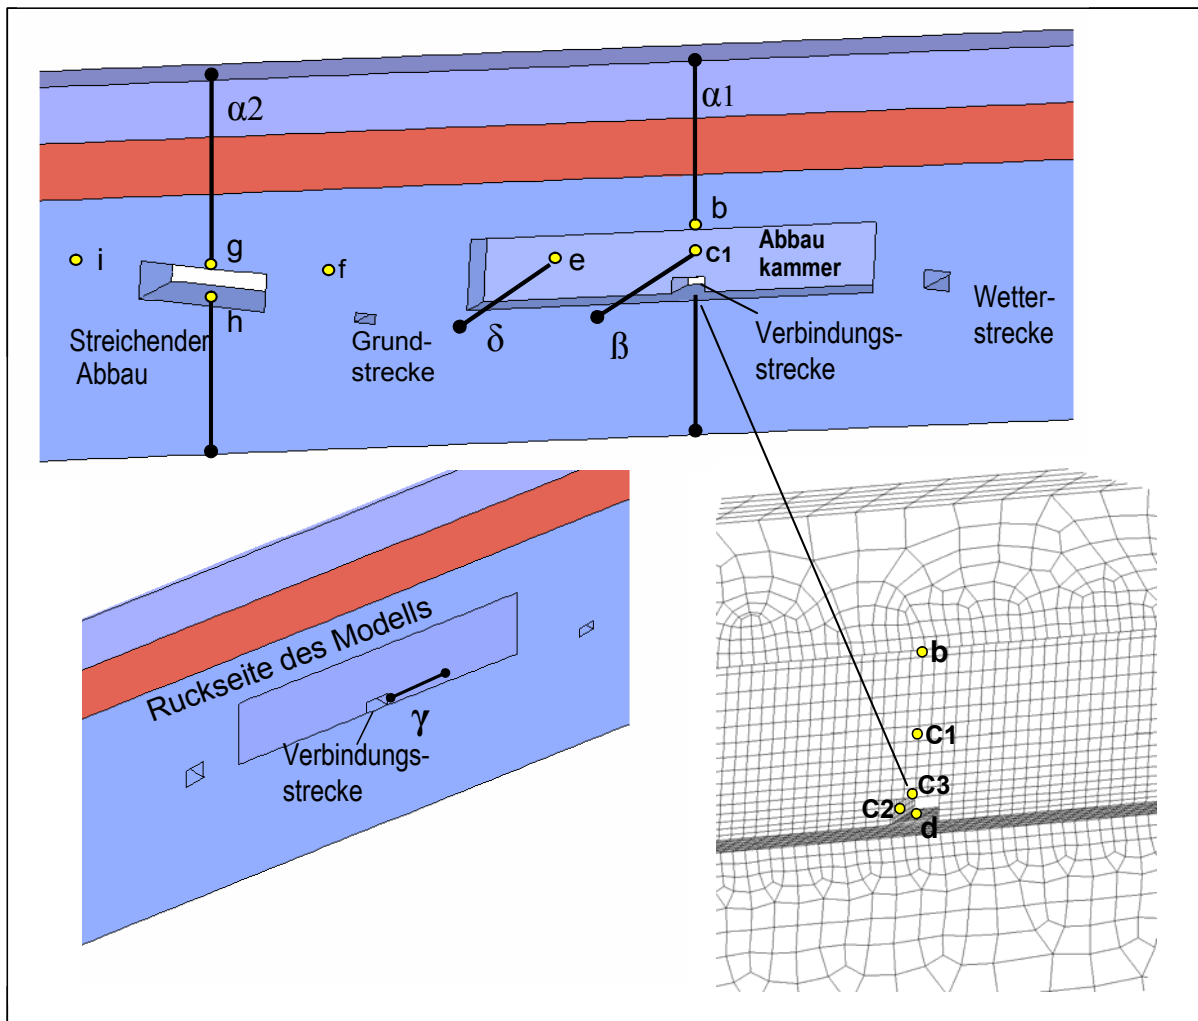 α2
α1
b
i
g
f
e
C1
Abbau
kammer
h
δ
ß
Streichender
Abbau
Grund-
strecke
Verbindungs-
strecke
Wetter-
strecke
Ruckseite des Modells
γ
Verbindungs-
strecke
b
C1
C3
C2
d